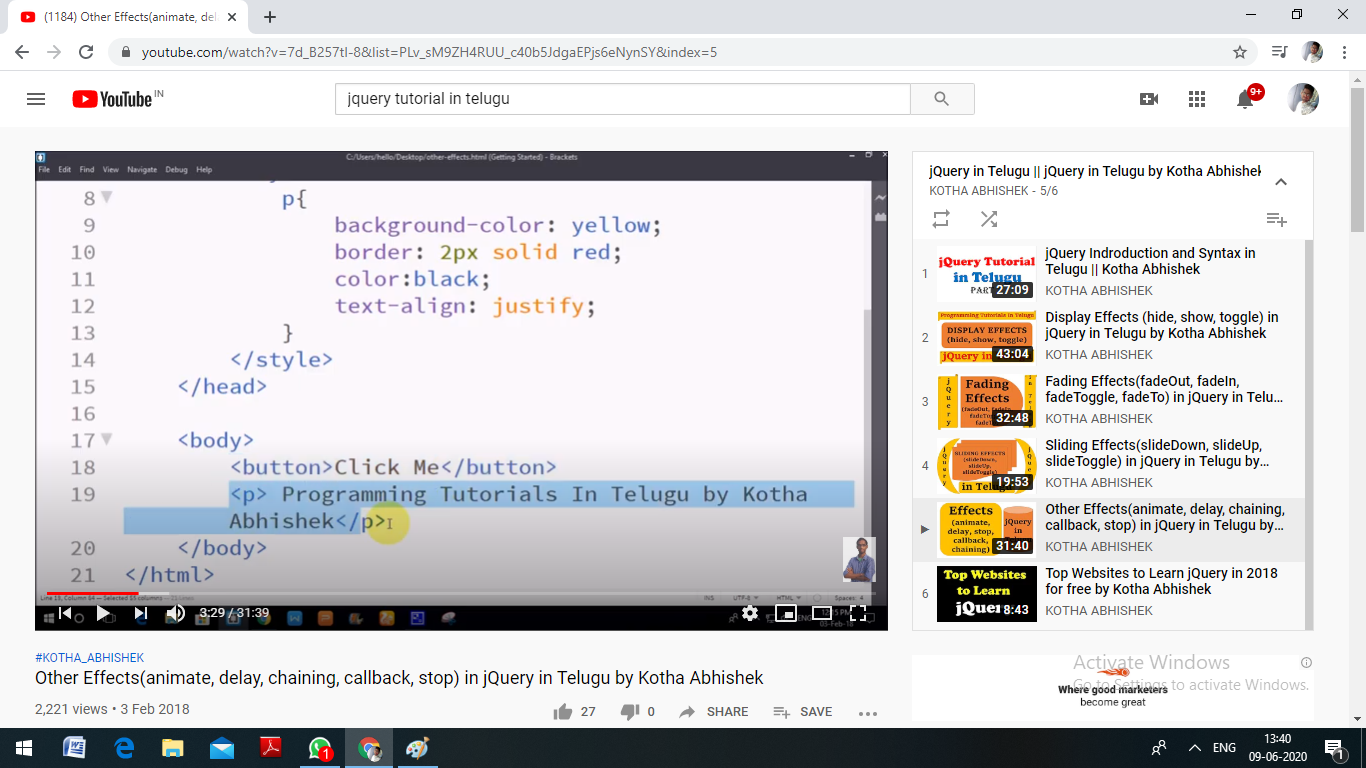 (1184) Other Effects(animate, del
youtube.com/watch?v=7d_B257tI-8&list=PLv_sM9ZH4RUU_c40b5JdgaEPjs6eNynSY&index=5
YouTube IN
jquery tutorial in telugu
9+
C:/Users/hello/Desktop/other-effects.html (Getting Started) - Brackets
File Edit Find View Navigate Debug Help
8 p{
9 background-color: yellow;
10 border: 2px solid red;
11 color:black;
12 text-align: justify;
13 }
14 </style>
15 </head>
16
17 <body>
18 <button>Click Me</button>
19 <p> Programming Tutorials In Telugu by Kotha
Abhishek</p>
20 </body>
21 </html>
Line 19, Column 64 — Selected 55 columns
INS UTF-8 HTML Spaces: 4
3:29 / 31:39
#KOTHA_ABHISHEK
Other Effects(animate, delay, chaining, callback, stop) in jQuery in Telugu by Kotha Abhishek
2,221 views • 3 Feb 2018
27 0 SHARE SAVE
jQuery in Telugu || jQuery in Telugu by Kotha Abhishek
KOTHA ABHISHEK - 5/6
1
jQuery Tutorial
in Telugu
PART
27:09
jQuery Indroduction and Syntax in
Telugu || Kotha Abhishek
KOTHA ABHISHEK
2
Programming Tutorials in Telugu
DISPLAY EFFECTS
(hide, show, toggle)
jQuery in
43:04
Display Effects (hide, show, toggle) in
jQuery in Telugu by Kotha Abhishek
KOTHA ABHISHEK
3
jQuery
Fading
Effects
32:48
Fading Effects(fadeOut, fadeIn,
fadeToggle, fadeTo) in jQuery in Telu...
KOTHA ABHISHEK
4
jQuery
SLIDING EFFECTS
(slideDown,
slideUp,
slideToggle)
in Telugu
19:53
Sliding Effects(slideDown, slideUp,
slideToggle) in jQuery in Telugu by...
KOTHA ABHISHEK
Effects
(animate,
delay, stop,
callback,
chaining)
jQuery
in
31:40
Other Effects(animate, delay, chaining,
callback, stop) in jQuery in Telugu by...
KOTHA ABHISHEK
6
Top Websites
to Learn
jQuery
8:43
Top Websites to Learn jQuery in 2018
for free by Kotha Abhishek
KOTHA ABHISHEK
Where good marketers
become great
Activate Windows
Go to Settings to activate Windows.
1
ENG
13:40
09-06-2020
1